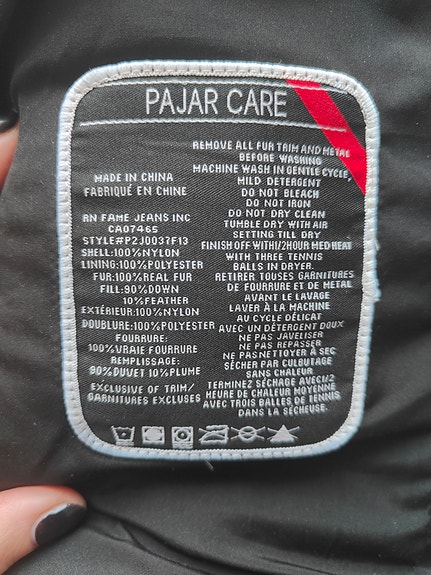 PAJAR CARE
MADE IN CHINA
FABRIQUÉ EN CHINE
RN FAME JEANS INC
CA07465
STYLE#P2J0037F13
SHELL:100%NYLON
LINING:100%POLYESTER
FUR:100%REAL FUR
FILL:90%DOWN
10%FEATHER
EXTÉRIEUR:100%NYLON
DOUBLURE:100%POLYESTER
FOURRURE:
100%VRAIE FOURRURE
REMPLISSAGE:
90%DUVET 10%PLUME
EXCLUSIVE OF TRIM/
GARNITURES EXCLUSES
REMOVE ALL FUR TRIM AND METAL
BEFORE WASHING
MACHINE WASH IN GENTLE CYCLE,
MILD DETERGENT
DO NOT BLEACH
DO NOT IRON
DO NOT DRY CLEAN
TUMBLE DRY WITH AIR
SETTING TILL DRY
FINISH OFF WITH1/2HOUR MED HEAT
WITH THREE TENNIS
BALLS IN DRYER.
RETIRER TOUSES GARNITURES
DE FOURRURE ET DE METAL
AVANT LE LAVAGE
LAVER À LA MACHINE
AU CYCLE DÉLICAT
AVEC UN DÉTERGENT DOUX
NE PAS JAVELISER
NE PAS REPASSER
NE PAS NETTOYER À SEC
SÉCHER PAR CULBUTAGE
SANS CHALEUR
TERMINEZ SÉCHAGE AVEC1/2
HEURE DE CHALEUR MOYENNE
AVEC TROIS BALLES DE TENNIS
DANS LA SÉCHEUSE.